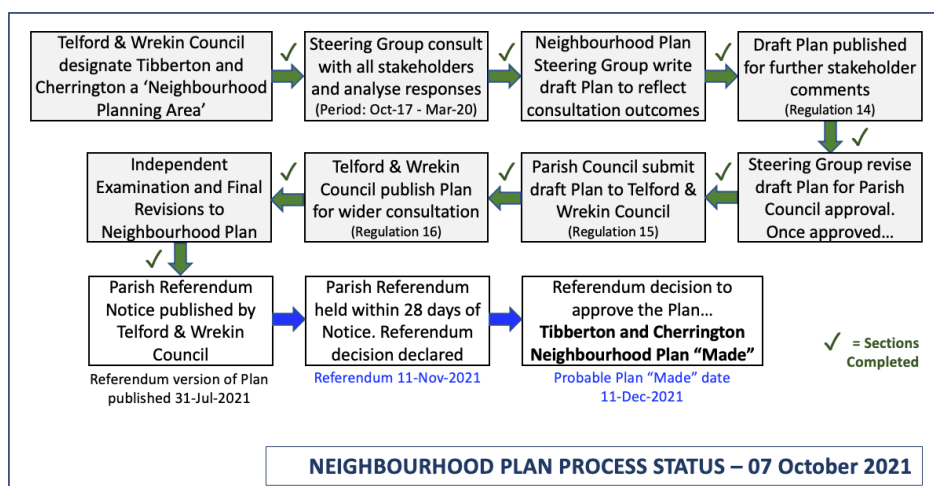 Telford & Wrekin Council
designate Tibberton and
Cherrington a ‘Neighbourhood
Planning Area’
✓
Steering Group consult
with all stakeholders
and analyse responses
(Period: Oct-17 - Mar-20)
✓
Neighbourhood Plan
Steering Group write
draft Plan to reflect
consultation outcomes
✓
Draft Plan published
for further stakeholder
comments
(Regulation 14)
✓
Steering Group revise
draft Plan for Parish
Council approval.
Once approved…
✓
Parish Council submit
draft Plan to Telford &
Wrekin Council
(Regulation 15)
✓
Telford & Wrekin
Council publish Plan
for wider consultation
(Regulation 16)
✓
Independent
Examination and Final
Revisions to
Neighbourhood Plan
✓
Parish Referendum
Notice published by
Telford & Wrekin
Council
Referendum version of Plan
published 31-Jul-2021
Parish Referendum
held within 28 days of
Notice. Referendum
decision declared
Referendum 11-Nov-2021
Referendum decision to
approve the Plan…
Tibberton and Cherrington
Neighbourhood Plan “Made”
Probable Plan “Made” date
11-Dec-2021
✓ = Sections
Completed
NEIGHBOURHOOD PLAN PROCESS STATUS – 07 October 2021